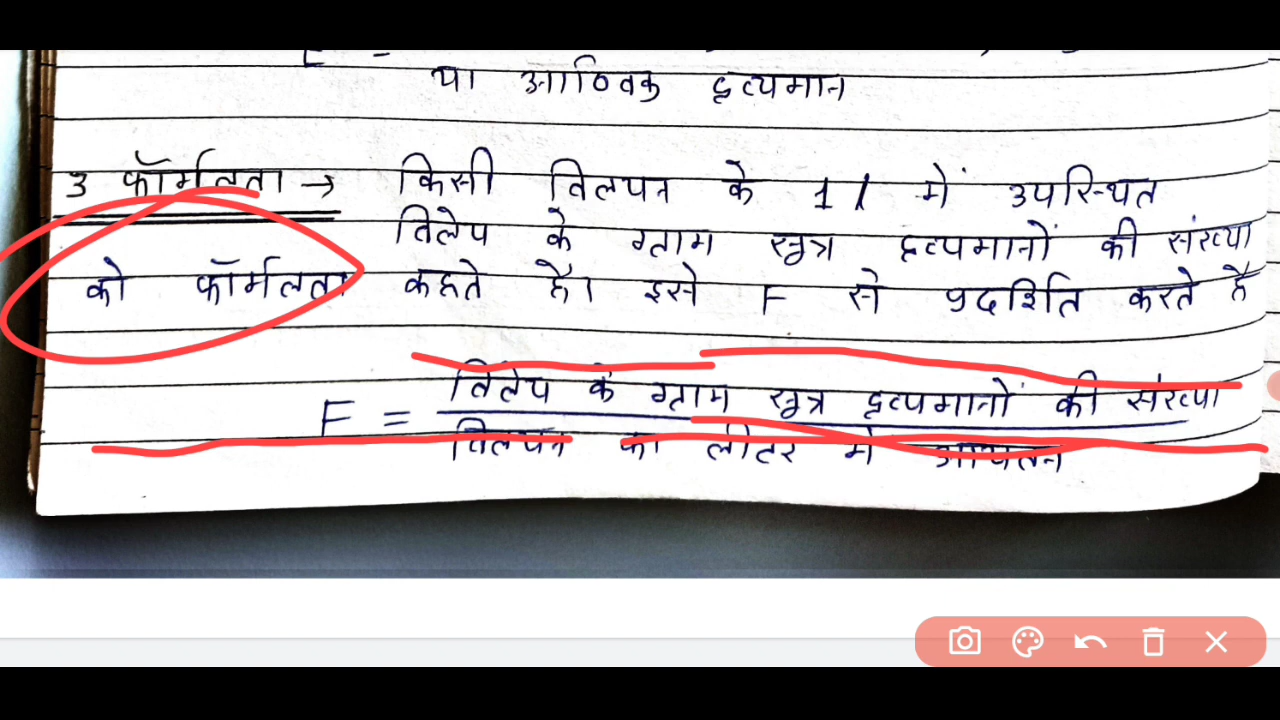 या आण्विक द्रव्यमान
3 फॉर्मलता → किसी विलयन के 1 l में उपस्थित
विलेय के ग्राम सूत्र द्रव्यमानों की संख्या
को फॉर्मलता कहते हैं। इसे F से प्रदर्शित करते हैं
F = विलेय के ग्राम सूत्र द्रव्यमानों की संख्या
विलयन का लीटर में आयतन